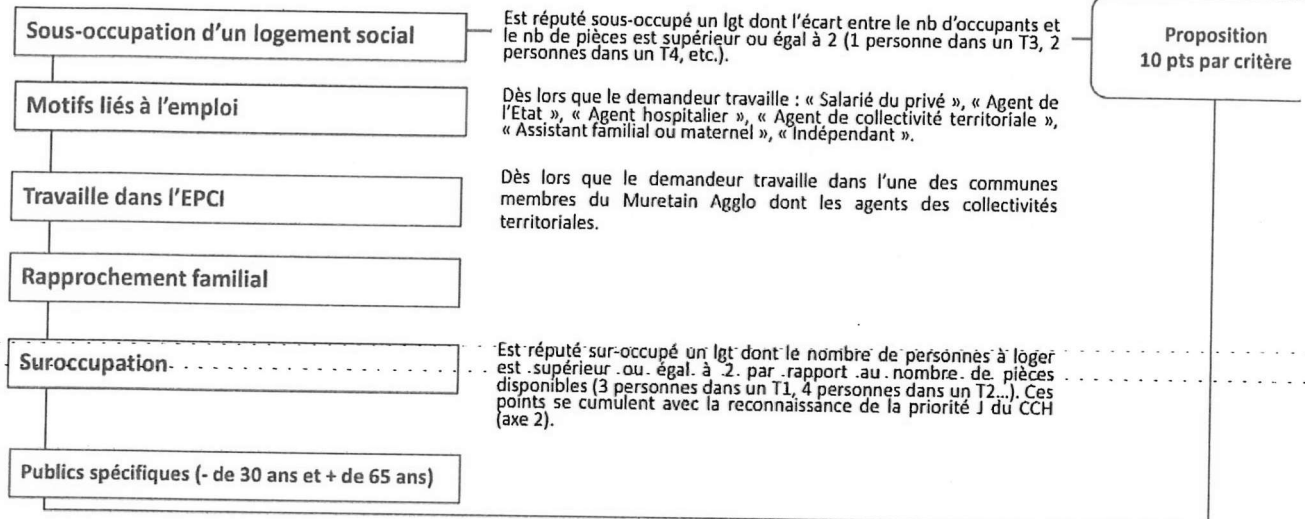 Sous-occupation d'un logement social
Est réputé sous-occupé un lgt dont l'écart entre le nb d'occupants et
le nb de pièces est supérieur ou égal à 2 (1 personne dans un T3, 2
personnes dans un T4, etc.).
Proposition
10 pts par critère
Motifs liés à l'emploi
Dès lors que le demandeur travaille : « Salarié du privé », « Agent de
l'Etat », « Agent hospitalier », « Agent de collectivité territoriale »,
« Assistant familial ou maternel », « Indépendant ».
Travaille dans l'EPCI
Dès lors que le demandeur travaille dans l'une des communes
membres du Muretain Agglo dont les agents des collectivités
territoriales.
Rapprochement familial
Suroccupation
Est réputé sur-occupé un lgt dont le nombre de personnes à loger
est supérieur ou égal à 2 par rapport au nombre de pièces
disponibles (3 personnes dans un T1, 4 personnes dans un T2...). Ces
points se cumulent avec la reconnaissance de la priorité J du CCH
(axe 2).
Publics spécifiques (- de 30 ans et + de 65 ans)